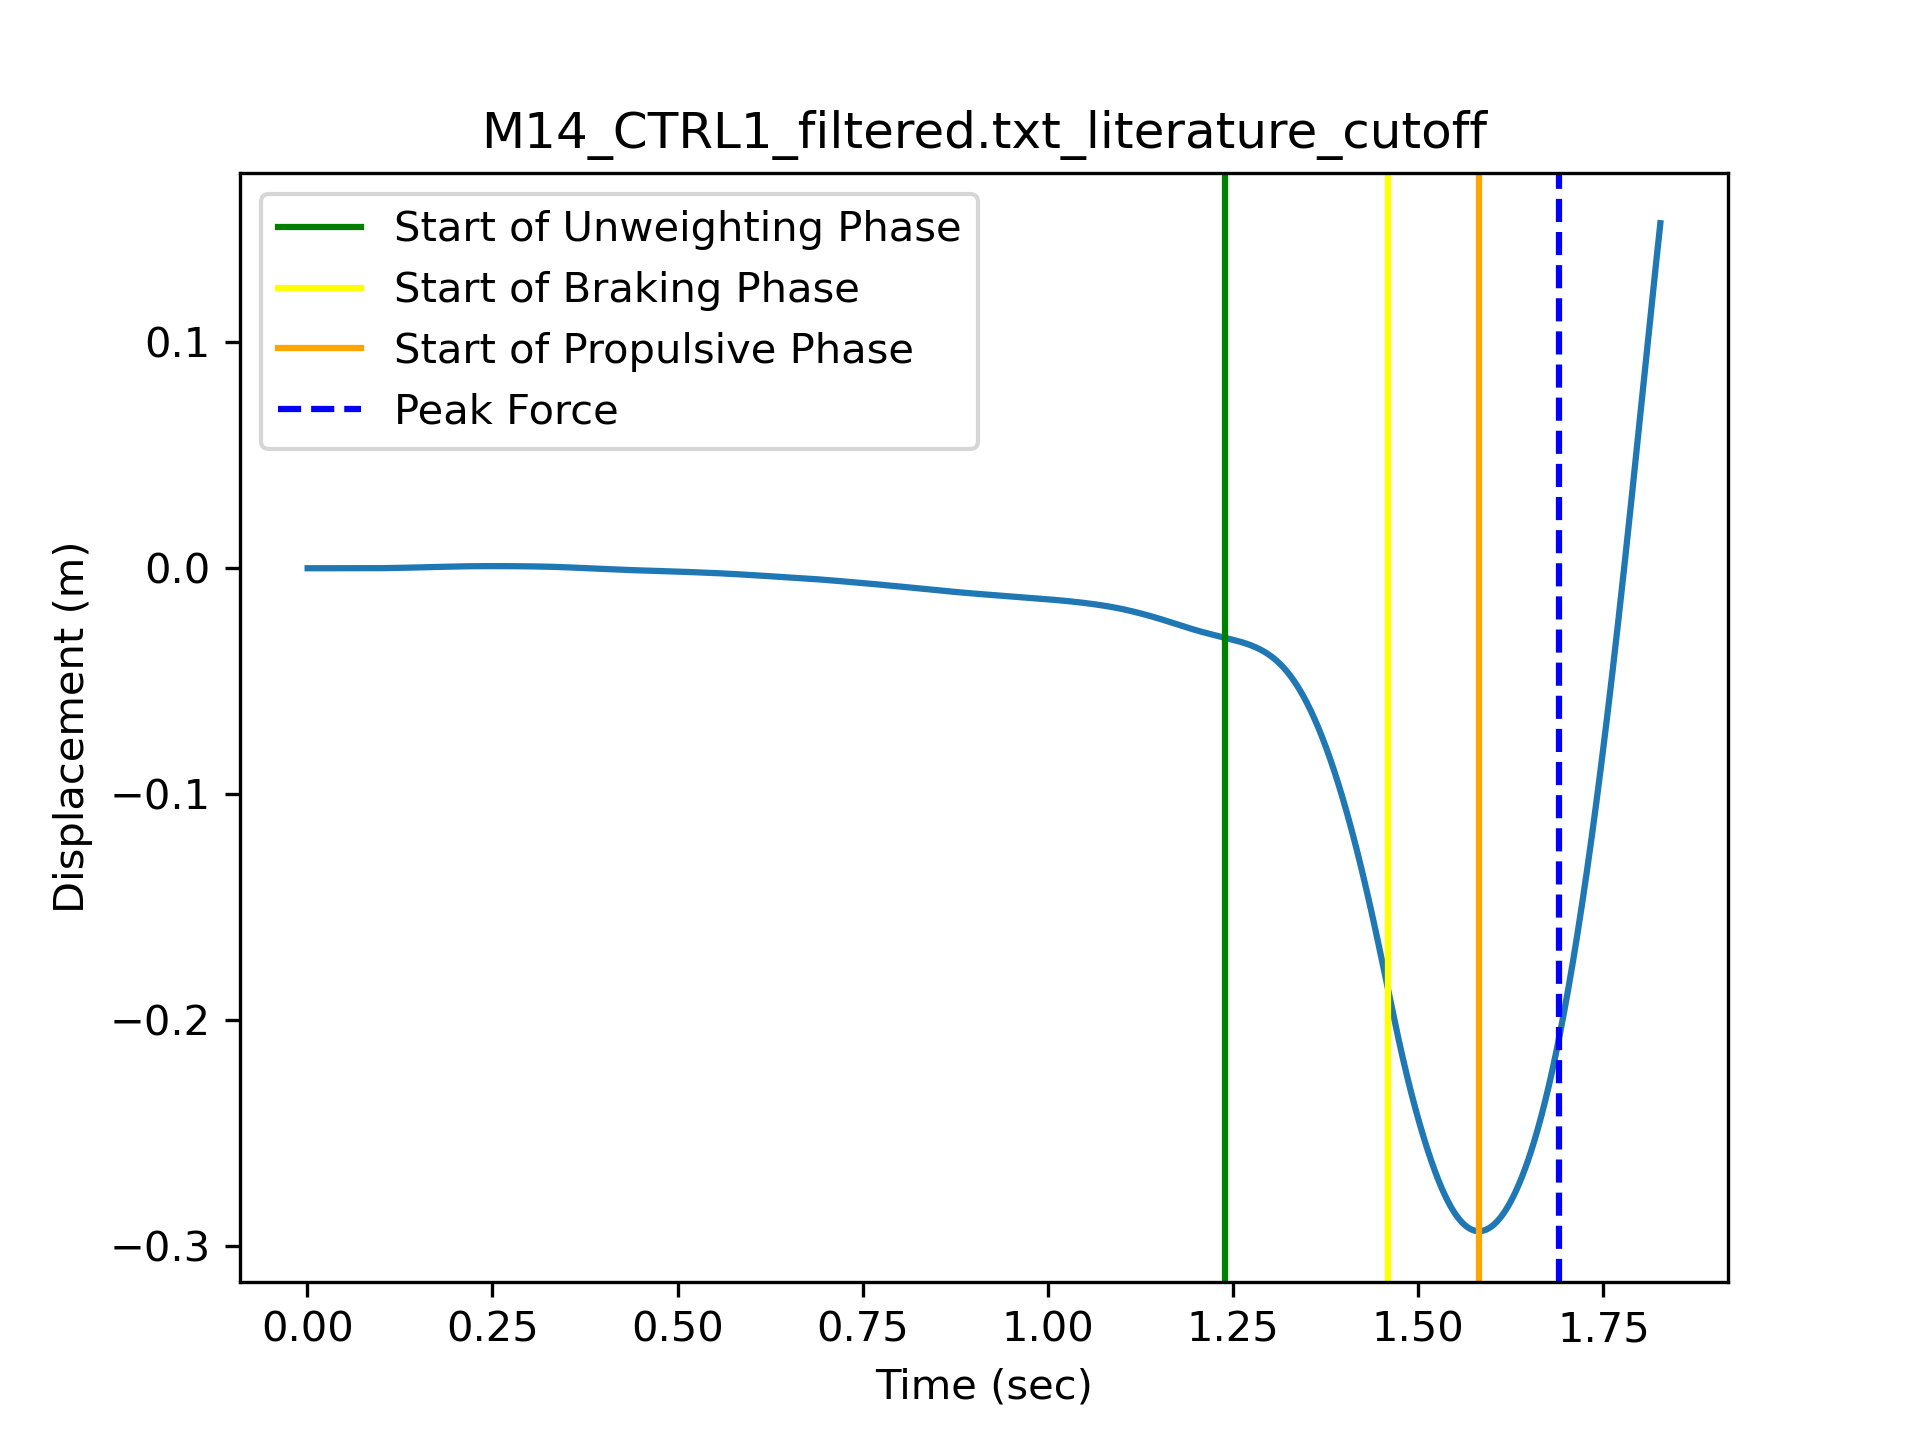 M14_CTRL1_filtered.txt_literature_cutoff
Start of Unweighting Phase
Start of Braking Phase
Start of Propulsive Phase
Peak Force
0.1
0.0
−0.1
−0.2
−0.3
Displacement (m)
0.00 0.25 0.50 0.75 1.00 1.25 1.50 1.75
Time (sec)